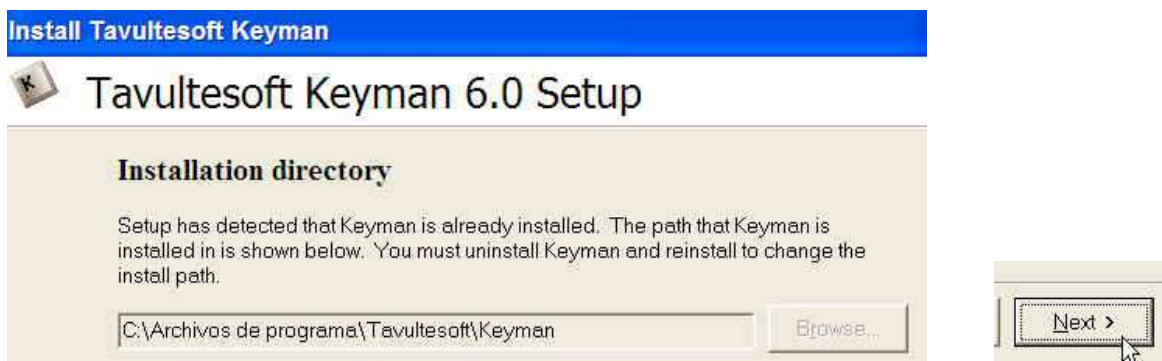 Install Tavultesoft Keyman
K
Tavultesoft Keyman 6.0 Setup
Installation directory
Setup has detected that Keyman is already installed. The path that Keyman is
installed in is shown below. You must uninstall Keyman and reinstall to change the
install path.
C:\Archivos de programa\Tavultesoft\Keyman
Browse...
Next >